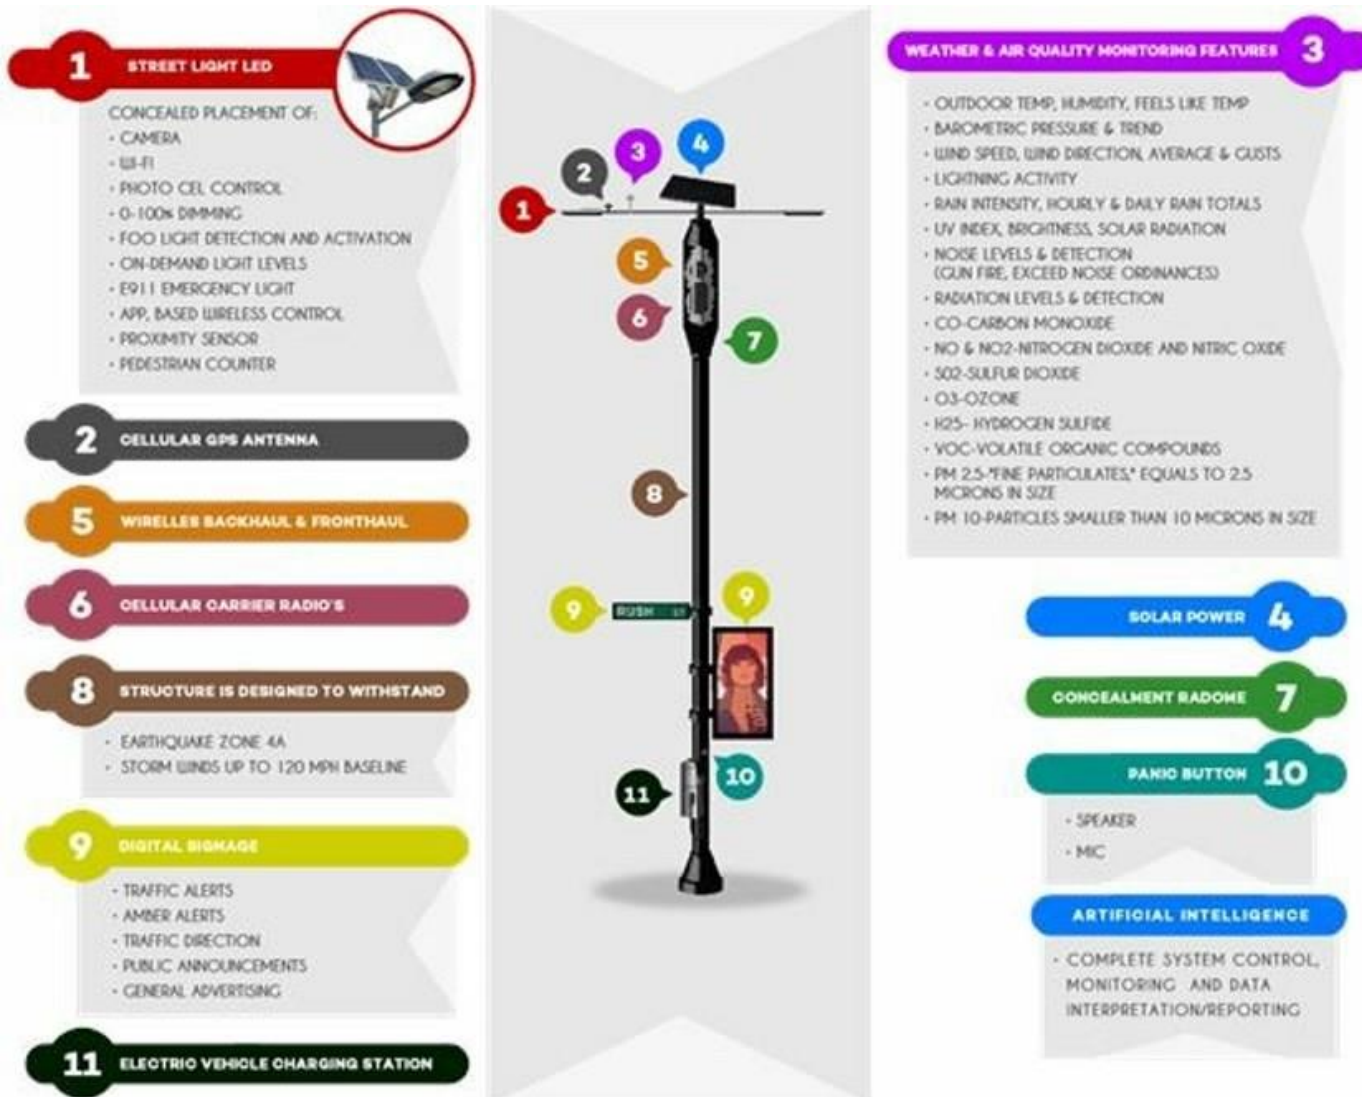 1 STREET LIGHT LED
CONCEALED PLACEMENT OF:
• CAMERA
• WI-FI
• PHOTO CEL CONTROL
• 0-100% DIMMING
• FOO LIGHT DETECTION AND ACTIVATION
• ON-DEMAND LIGHT LEVELS
• E911 EMERGENCY LIGHT
• APP, BASED WIRELESS CONTROL
• PROXIMITY SENSOR
• PEDESTRIAN COUNTER
2 CELLULAR GPS ANTENNA
5 WIRELLES BACKHAUL & FRONTHAUL
6 CELLULAR CARRIER RADIO'S
8 STRUCTURE IS DESIGNED TO WITHSTAND
• EARTHQUAKE ZONE 4A
• STORM WINDS UP TO 120 MPH BASELINE
9 DIGITAL SIGNAGE
• TRAFFIC ALERTS
• AMBER ALERTS
• TRAFFIC DIRECTION
• PUBLIC ANNOUNCEMENTS
• GENERAL ADVERTISING
11 ELECTRIC VEHICLE CHARGING STATION
4
3
2
1
5
6
7
8
9
RUSH ST
9
10
11
WEATHER & AIR QUALITY MONITORING FEATURES 3
• OUTDOOR TEMP, HUMIDITY, FEELS LIKE TEMP
• BAROMETRIC PRESSURE & TREND
• WIND SPEED, WIND DIRECTION, AVERAGE & GUSTS
• LIGHTNING ACTIVITY
• RAIN INTENSITY, HOURLY & DAILY RAIN TOTALS
• UV INDEX, BRIGHTNESS, SOLAR RADIATION
• NOISE LEVELS & DETECTION
(GUN FIRE, EXCEED NOISE ORDINANCES)
• RADIATION LEVELS & DETECTION
• CO-CARBON MONOXIDE
• NO & NO2-NITROGEN DIOXIDE AND NITRIC OXIDE
• SO2-SULFUR DIOXIDE
• O3-OZONE
• H2S- HYDROGEN SULFIDE
• VOC-VOLATILE ORGANIC COMPOUNDS
• PM 2.5-"FINE PARTICULATES," EQUALS TO 2.5
MICRONS IN SIZE
• PM 10-PARTICLES SMALLER THAN 10 MICRONS IN SIZE
SOLAR POWER 4
CONCEALMENT RADOME 7
PANIC BUTTON 10
• SPEAKER
• MIC
ARTIFICIAL INTELLIGENCE
• COMPLETE SYSTEM CONTROL,
MONITORING AND DATA
INTERPRETATION/REPORTING